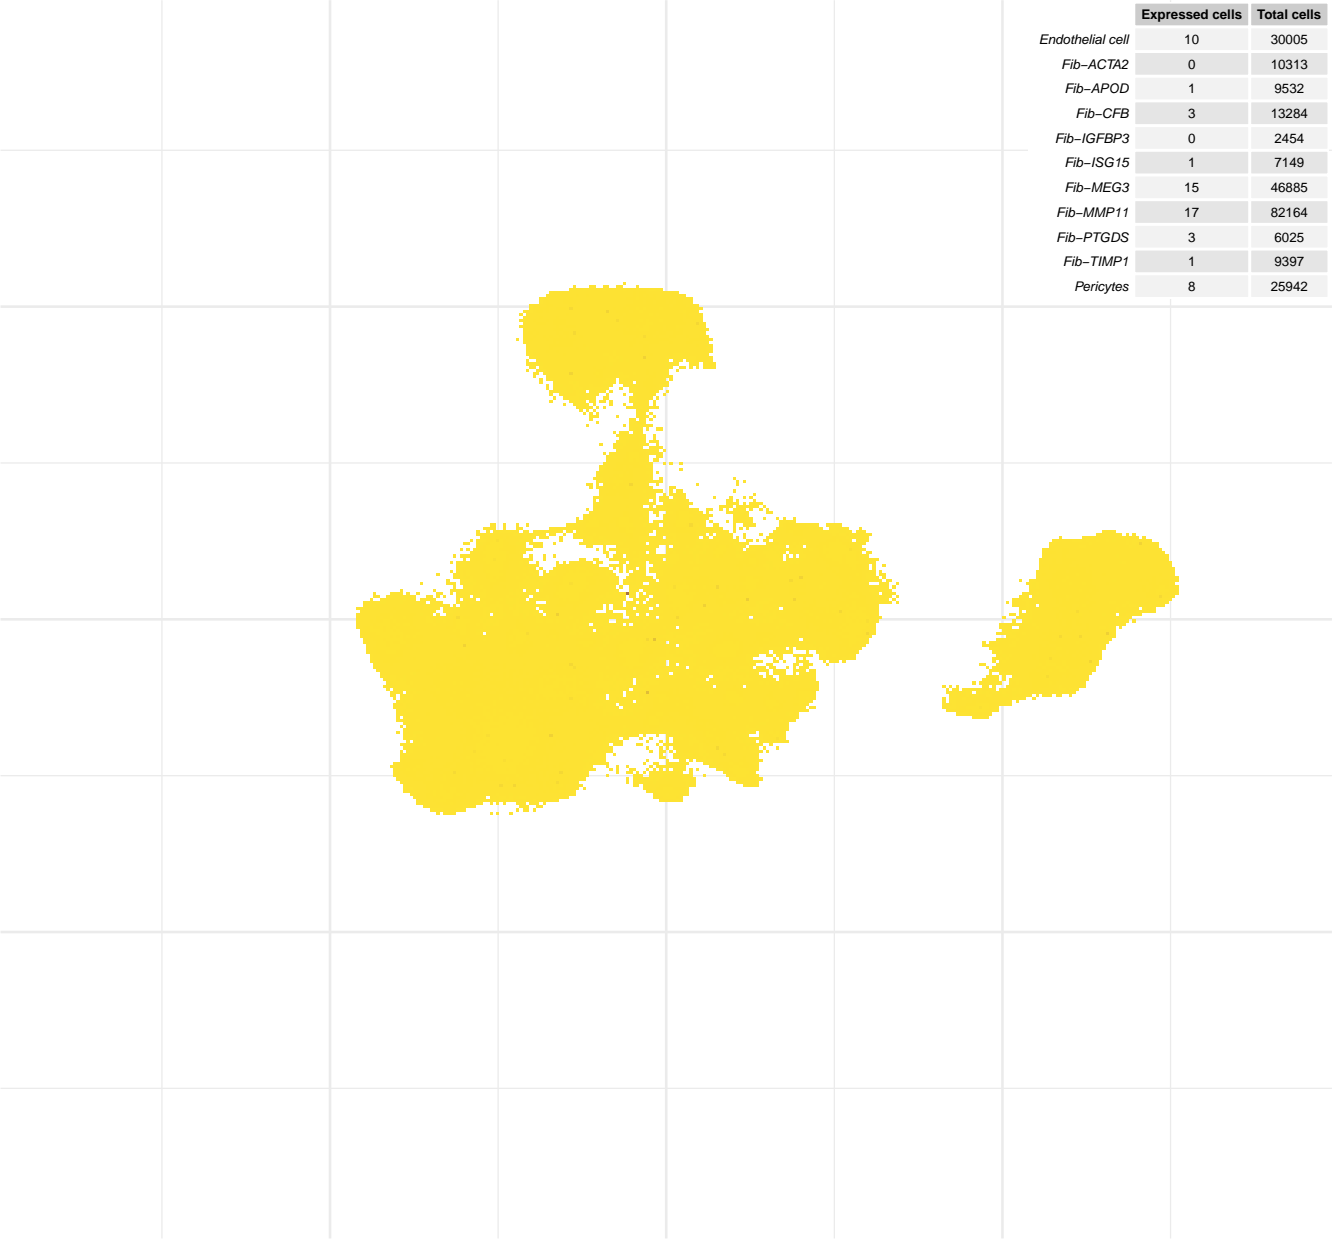 Expressed cells Total cells
Endothelial cell 10 30005
Fib−ACTA2 0 10313
Fib−APOD 1 9532
Fib−CFB 3 13284
Fib−IGFBP3 0 2454
Fib−ISG15 1 7149
Fib−MEG3 15 46885
Fib−MMP11 17 82164
Fib−PTGDS 3 6025
Fib−TIMP1 1 9397
Pericytes 8 25942